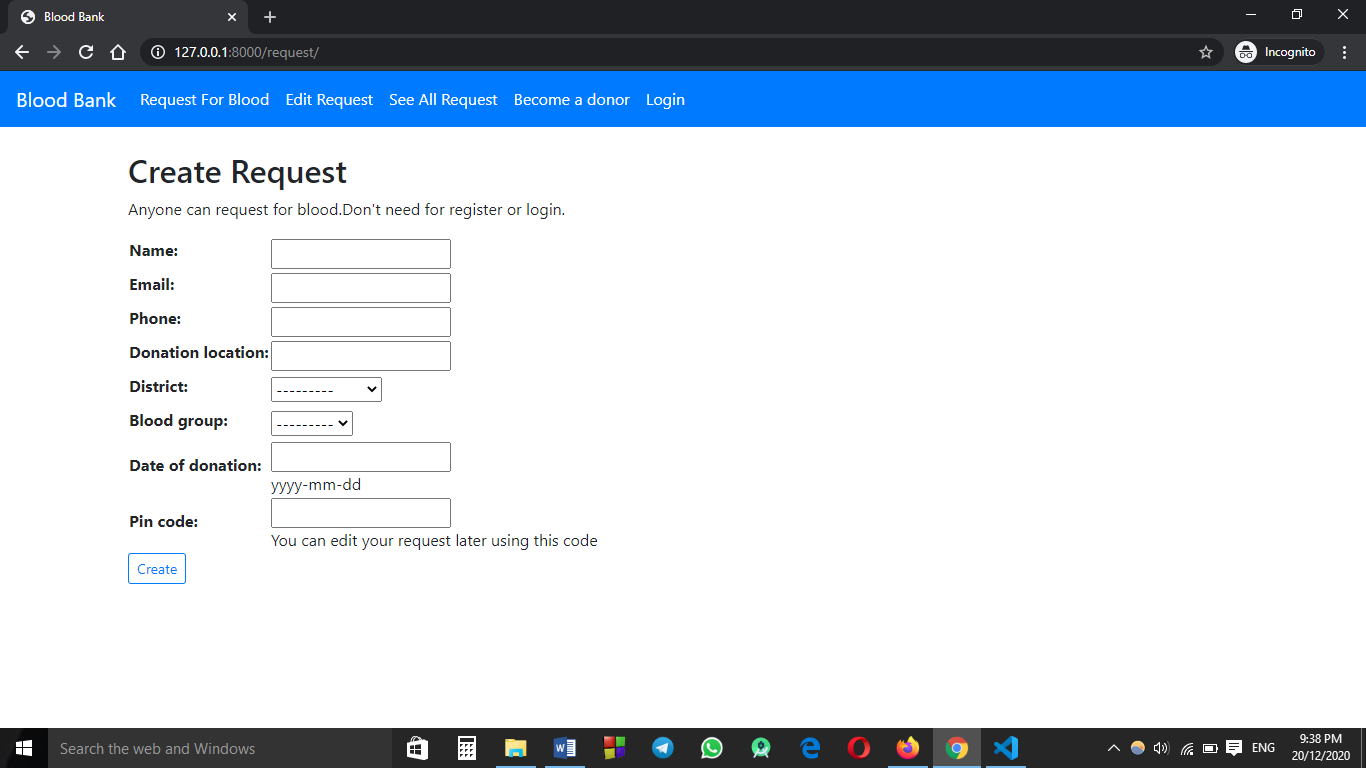 Blood Bank
127.0.0.1:8000/request/
Incognito
Blood Bank Request For Blood Edit Request See All Request Become a donor Login
Create Request
Anyone can request for blood.Don't need for register or login.
Name:
Email:
Phone:
Donation location:
District: ---------
Blood group: ---------
Date of donation:
yyyy-mm-dd
Pin code:
You can edit your request later using this code
Create
Search the web and Windows
ENG
9:38 PM
20/12/2020